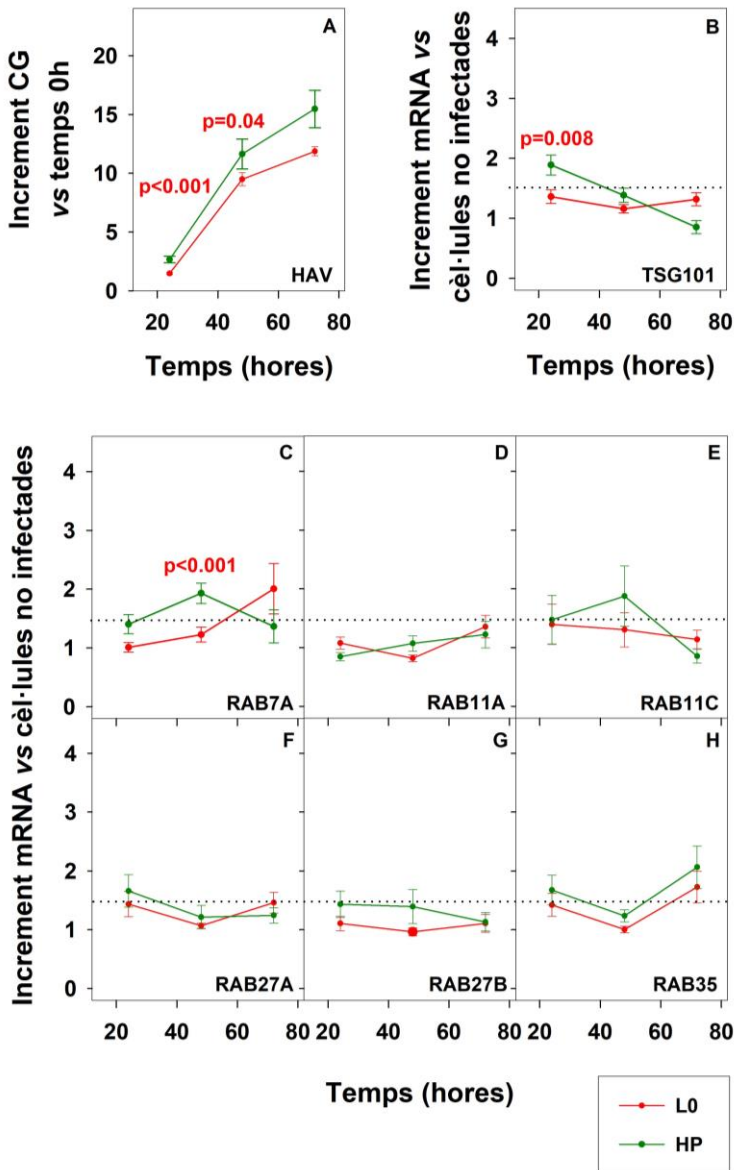 A
Increment CG
vs temps 0h
20
15
10
5
0
p<0.001
p=0.04
HAV
20 40 60 80
Temps (hores)
B
Increment mRNA vs
cèl·lules no infectades
4
3
2
1
0
p=0.008
TSG101
20 40 60 80
Temps (hores)
Increment mRNA vs cèl·lules no infectades
C
4
3
2
1
0
p<0.001
RAB7A
D
RAB11A
E
RAB11C
F
4
3
2
1
0
RAB27A
G
RAB27B
H
RAB35
20 40 60 80
20 40 60 80
20 40 60 80
Temps (hores)
L0
HP